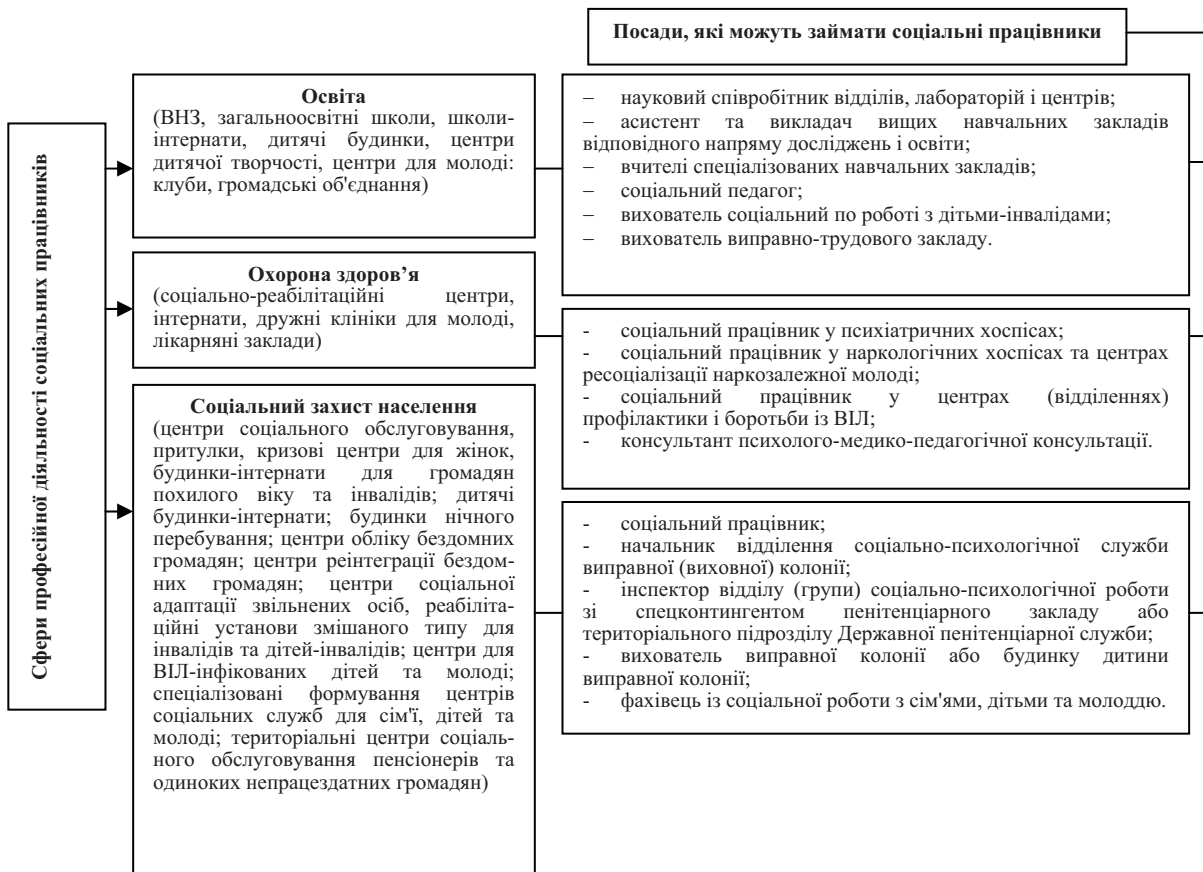 Посади, які можуть займати соціальні працівники
Сфери професійної діяльності соціальних працівників
Освіта
(ВНЗ, загальноосвітні школи, школи-
інтернати, дитячі будинки, центри
дитячої творчості, центри для молоді:
клуби, громадські об'єднання)
– науковий співробітник відділів, лабораторій і центрів;
– асистент та викладач вищих навчальних закладів
відповідного напряму досліджень і освіти;
– вчителі спеціалізованих навчальних закладів;
– соціальний педагог;
– вихователь соціальний по роботі з дітьми-інвалідами;
– вихователь виправно-трудового закладу.
Охорона здоров’я
(соціально-реабілітаційні центри,
інтернати, дружні клініки для молоді,
лікарняні заклади)
- соціальний працівник у психіатричних хоспісах;
- соціальний працівник у наркологічних хоспісах та центрах
ресоціалізації наркозалежної молоді;
- соціальний працівник у центрах (відділеннях)
профілактики і боротьби із ВІЛ;
- консультант психолого-медико-педагогічної консультації.
Соціальний захист населення
(центри соціального обслуговування,
притулки, кризові центри для жінок,
будинки-інтернати для громадян
похилого віку та інвалідів; дитячі
будинки-інтернати; будинки нічного
перебування; центри обліку бездомних
громадян; центри реінтеграції бездом-
них громадян; центри соціальної
адаптації звільнених осіб, реабіліта-
ційні установи змішаного типу для
інвалідів та дітей-інвалідів; центри для
ВІЛ-інфікованих дітей та молоді;
спеціалізовані формування центрів
соціальних служб для сім'ї, дітей та
молоді; територіальні центри соціаль-
ного обслуговування пенсіонерів та
одиноких непрацездатних громадян)
- соціальний працівник;
- начальник відділення соціально-психологічної служби
виправної (виховної) колонії;
- інспектор відділу (групи) соціально-психологічної роботи
зі спецконтингентом пенітенціарного закладу або
територіального підрозділу Державної пенітенціарної служби;
- вихователь виправної колонії або будинку дитини
виправної колонії;
- фахівець із соціальної роботи з сім'ями, дітьми та молоддю.